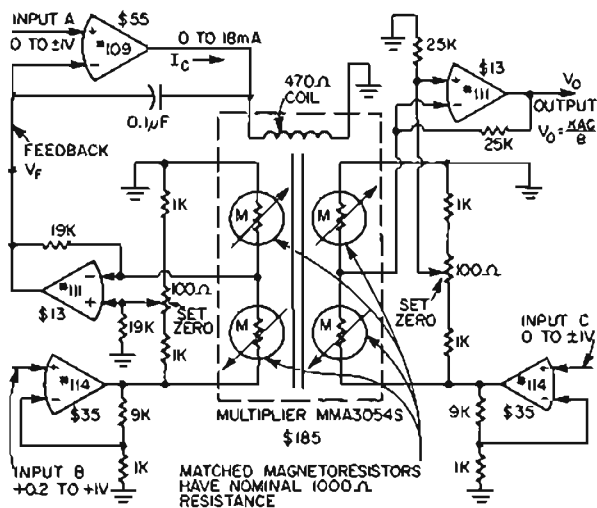 INPUT A
0 TO ±1V
$55
#109
+
-
0 TO 18mA
Ic
0.1µF
470Ω
COIL
25K
$13
#111
+
-
Vo
OUTPUT
Vo = KAC/B
25K
FEEDBACK
VF
19K
#111
-
+
$13
19K
1K
100Ω
SET
ZERO
1K
M
M
M
M
1K
100Ω
SET
ZERO
1K
INPUT C
0 TO ±1V
+
#114
-
$35
9K
1K
INPUT B
+0.2 TO +1V
+
#114
-
$35
9K
1K
MULTIPLIER MMA3054S
$185
MATCHED MAGNETORESISTORS
HAVE NOMINAL 1000Ω
RESISTANCE